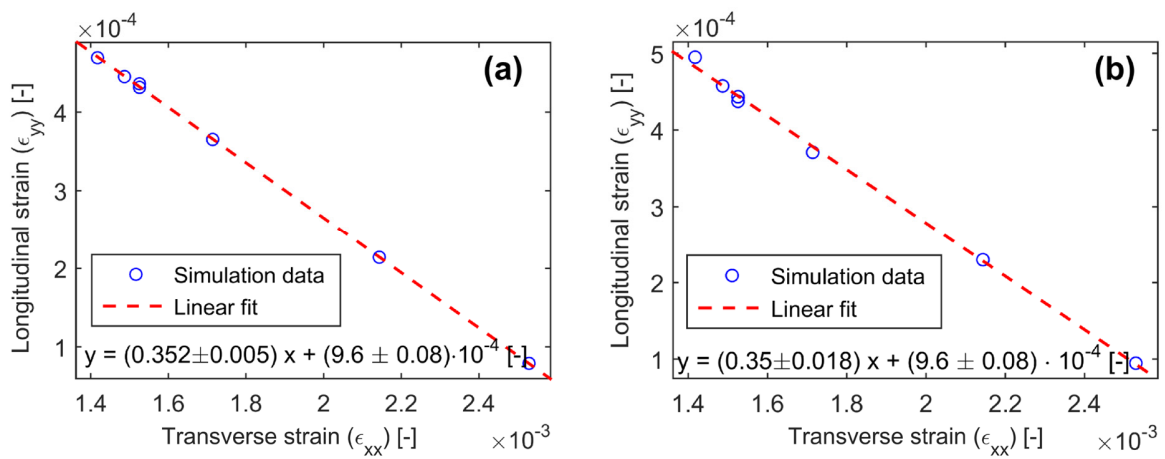 ×10⁻⁴
(a)
Longitudinal strain (ϵyy) [-]
4
3
2
1
Simulation data
Linear fit
y = (0.352±0.005) x + (9.6 ± 0.08)·10⁻⁴ [-]
1.4 1.6 1.8 2 2.2 2.4
Transverse strain (ϵxx) [-]
×10⁻³
×10⁻⁴
(b)
Longitudinal strain (ϵyy) [-]
5
4
3
2
1
Simulation data
Linear fit
y = (0.35±0.018) x + (9.6 ± 0.08) · 10⁻⁴ [-]
1.4 1.6 1.8 2 2.2 2.4
Transverse strain (ϵxx) [-]
×10⁻³